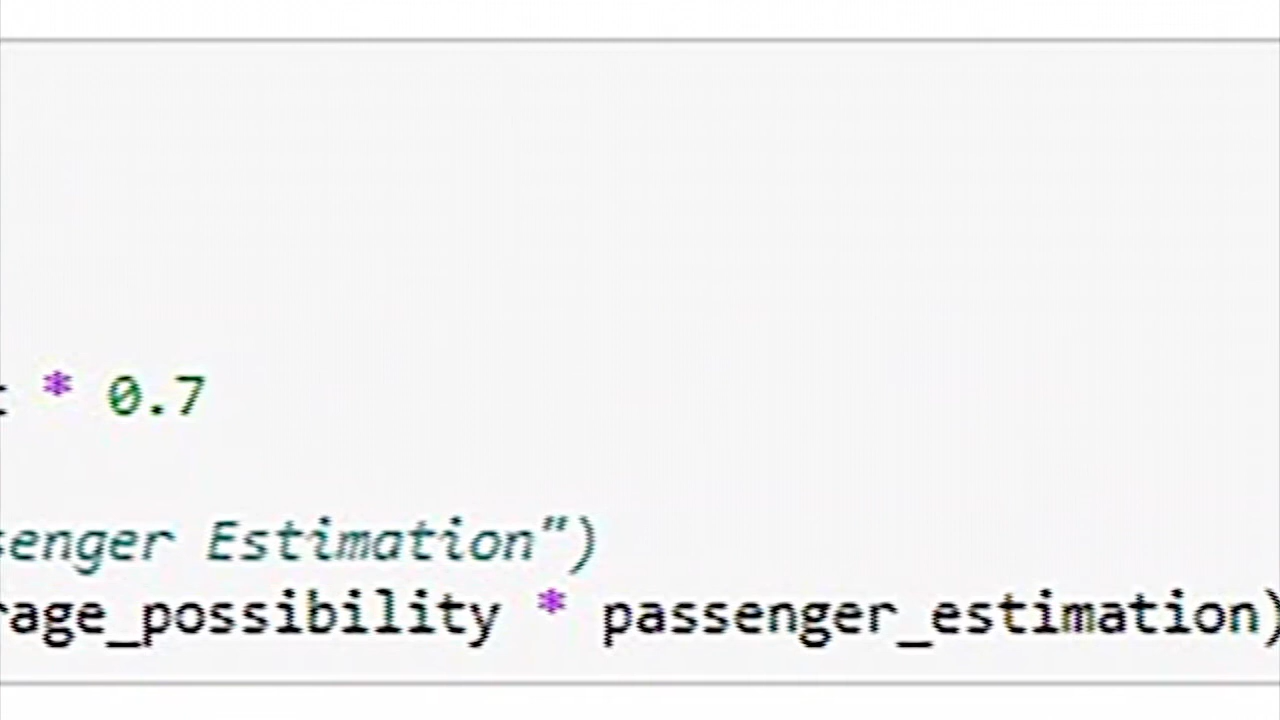 * 0.7
senger Estimation")
rage_possibility * passenger_estimation)